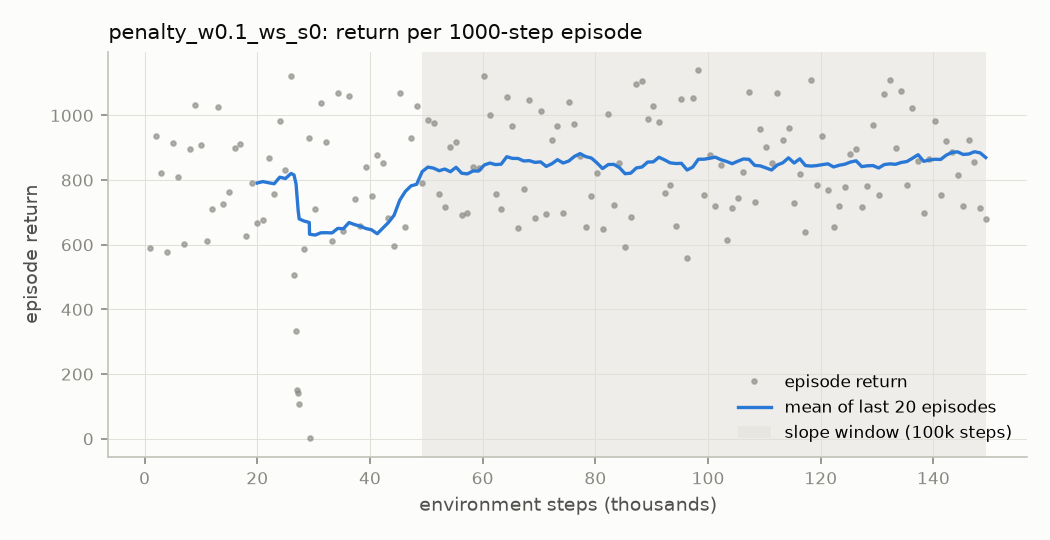 penalty_w0.1_ws_s0: return per 1000-step episode
episode return
1000
800
600
400
200
0
episode return
mean of last 20 episodes
slope window (100k steps)
0 20 40 60 80 100 120 140
environment steps (thousands)